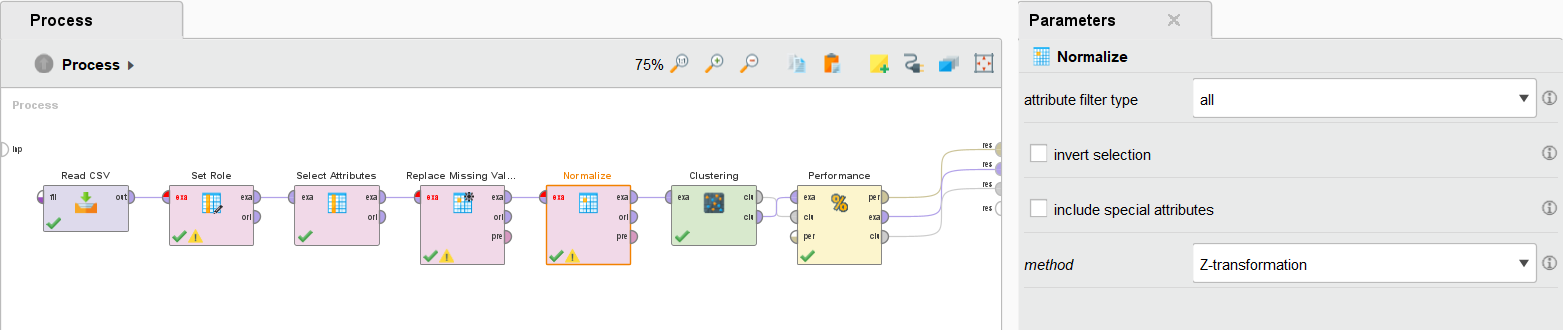 Process
Process
75%
Process
Inp
res
res
res
res
Read CSV
fil
out
Set Role
exa
exa
ori
Select Attributes
exa
exa
ori
Replace Missing Val...
exa
exa
ori
pre
Normalize
exa
exa
ori
pre
Clustering
exa
clu
clu
Performance
exa
clu
per
per
exa
clu
Parameters
Normalize
attribute filter type
all
invert selection
include special attributes
method
Z-transformation